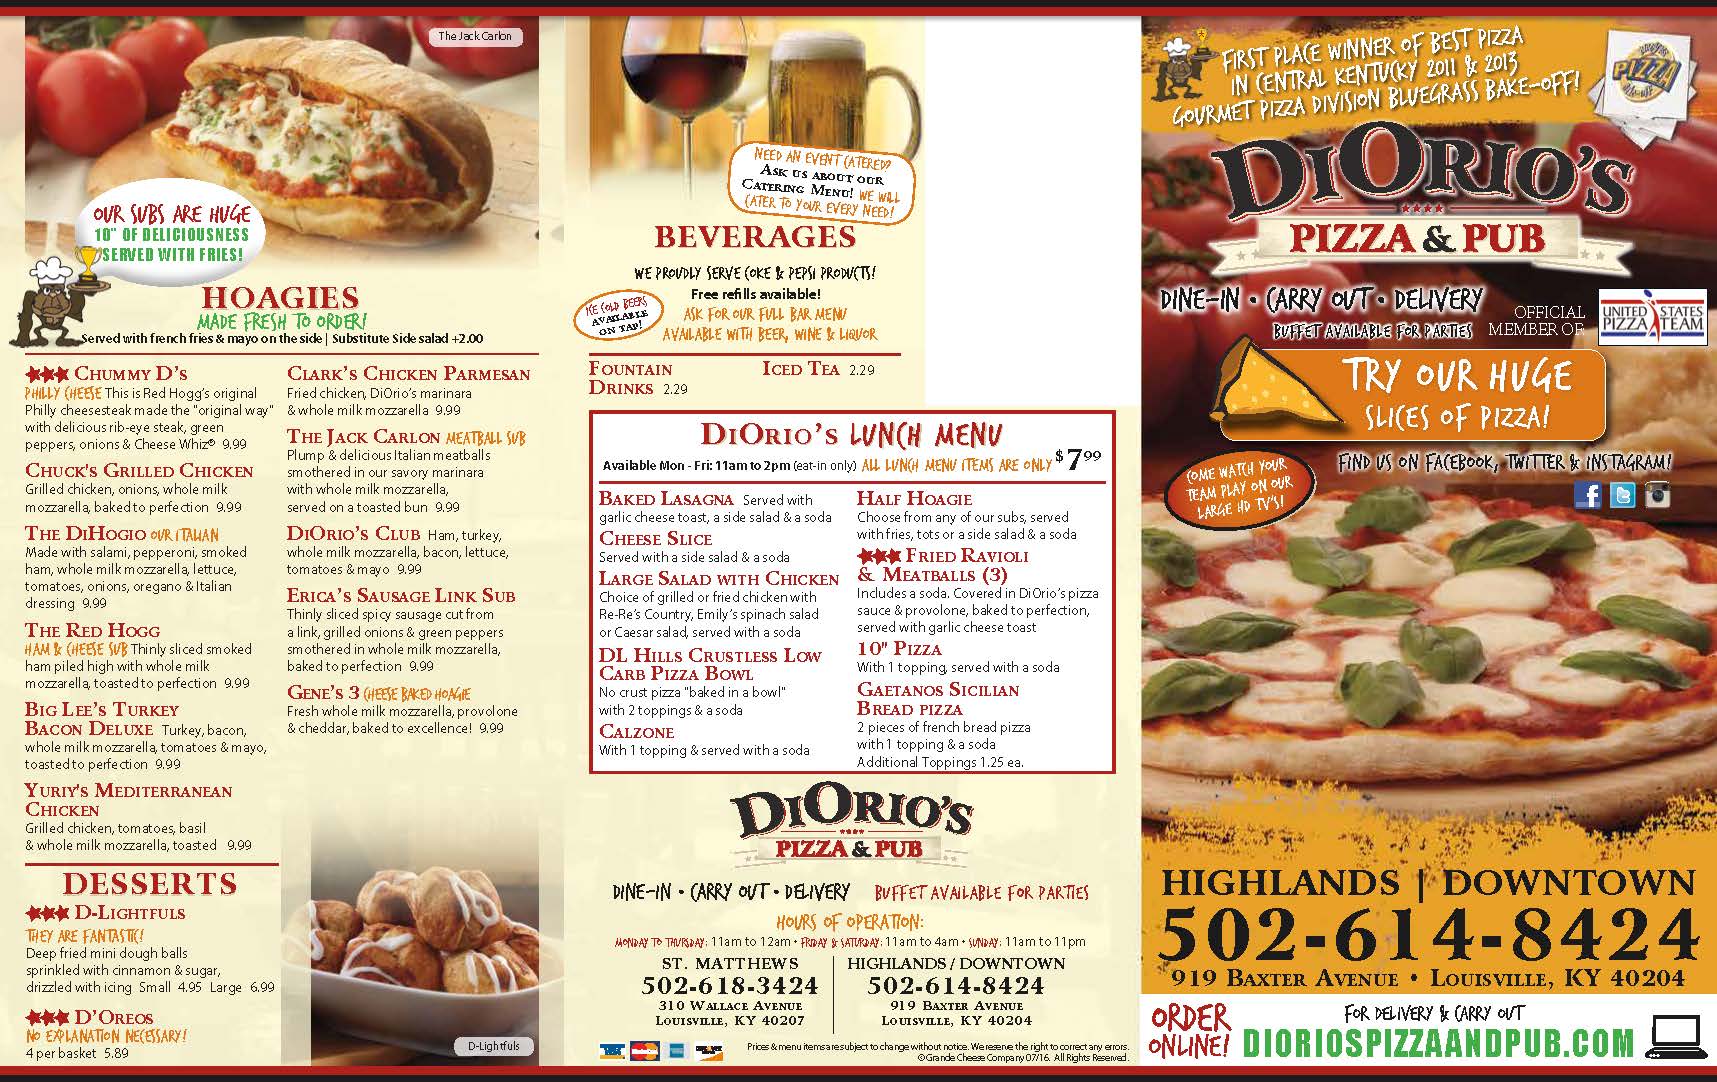 The Jack Carlon
OUR SUBS ARE HUGE
10" OF DELICIOUSNESS
SERVED WITH FRIES!
HOAGIES
MADE FRESH TO ORDER!
Served with french fries & mayo on the side | Substitute Side salad +2.00
CHUMMY D'S
PHILLY CHEESE This is Red Hogg's original
Philly cheesesteak made the "original way"
with delicious rib-eye steak, green
peppers, onions & Cheese Whiz® 9.99
CHUCK'S GRILLED CHICKEN
Grilled chicken, onions, whole milk
mozzarella, baked to perfection 9.99
THE DIHOGIO OUR ITALIAN
Made with salami, pepperoni, smoked
ham, whole milk mozzarella, lettuce,
tomatoes, onions, oregano & Italian
dressing 9.99
THE RED HOGG
HAM & CHEESE SUB Thinly sliced smoked
ham piled high with whole milk
mozzarella, toasted to perfection 9.99
BIG LEE'S TURKEY
BACON DELUXE Turkey, bacon,
whole milk mozzarella, tomatoes & mayo,
toasted to perfection 9.99
YURIY'S MEDITERRANEAN
CHICKEN
Grilled chicken, tomatoes, basil
& whole milk mozzarella, toasted 9.99
CLARK'S CHICKEN PARMESAN
Fried chicken, DiOrio's marinara
& whole milk mozzarella 9.99
THE JACK CARLON MEATBALL SUB
Plump & delicious Italian meatballs
smothered in our savory marinara
with whole milk mozzarella,
served on a toasted bun 9.99
DIORIO'S CLUB Ham, turkey,
whole milk mozzarella, bacon, lettuce,
tomatoes & mayo 9.99
ERICA'S SAUSAGE LINK SUB
Thinly sliced spicy sausage cut from
a link, grilled onions & green peppers
smothered in whole milk mozzarella,
baked to perfection 9.99
GENE'S 3 CHEESE BAKED HOAGIE
Fresh whole milk mozzarella, provolone
& cheddar, baked to excellence! 9.99
DESSERTS
D-LIGHTFULS
THEY ARE FANTASTIC!
Deep fried mini dough balls
sprinkled with cinnamon & sugar,
drizzled with icing Small 4.95 Large 6.99
D'OREOS
NO EXPLANATION NECESSARY!
4 per basket 5.89
D-Lightfuls
NEED AN EVENT CATERED?
ASK US ABOUT OUR
CATERING MENU! WE WILL
CATER TO YOUR EVERY NEED!
BEVERAGES
WE PROUDLY SERVE COKE & PEPSI PRODUCTS!
Free refills available!
ASK FOR OUR FULL BAR MENU
AVAILABLE WITH BEER, WINE & LIQUOR
ICE COLD BEERS
AVAILABLE
ON TAP!
FOUNTAIN
DRINKS 2.29
ICED TEA 2.29
DIORIO'S LUNCH MENU
Available Mon - Fri: 11am to 2pm (eat-in only) ALL LUNCH MENU ITEMS ARE ONLY $7.99
BAKED LASAGNA Served with
garlic cheese toast, a side salad & a soda
CHEESE SLICE
Served with a side salad & a soda
LARGE SALAD WITH CHICKEN
Choice of grilled or fried chicken with
Re-Re's Country, Emily's spinach salad
or Caesar salad, served with a soda
DL HILLS CRUSTLESS LOW
CARB PIZZA BOWL
No crust pizza "baked in a bowl"
with 2 toppings & a soda
CALZONE
With 1 topping & served with a soda
HALF HOAGIE
Choose from any of our subs, served
with fries, tots or a side salad & a soda
FRIED RAVIOLI
& MEATBALLS (3)
Includes a soda. Covered in DiOrio's pizza
sauce & provolone, baked to perfection,
served with garlic cheese toast
10" PIZZA
With 1 topping, served with a soda
GAETANOS SICILIAN
BREAD PIZZA
2 pieces of french bread pizza
with 1 topping & a soda
Additional Toppings 1.25 ea.
DIORIO'S
PIZZA & PUB
DINE-IN • CARRY OUT • DELIVERY BUFFET AVAILABLE FOR PARTIES
HOURS OF OPERATION:
MONDAY TO THURSDAY: 11am to 12am • FRIDAY & SATURDAY: 11am to 4am • SUNDAY: 11am to 11pm
ST. MATTHEWS
502-618-3424
310 WALLACE AVENUE
LOUISVILLE, KY 40207
HIGHLANDS / DOWNTOWN
502-614-8424
919 BAXTER AVENUE
LOUISVILLE, KY 40204
Prices & menu items are subject to change without notice. We reserve the right to correct any errors.
© Grande Cheese Company 07/16. All Rights Reserved.
FIRST PLACE WINNER OF BEST PIZZA
IN CENTRAL KENTUCKY 2011 & 2013
GOURMET PIZZA DIVISION BLUEGRASS BAKE-OFF!
PIZZA
DIORIO'S
PIZZA & PUB
DINE-IN • CARRY OUT • DELIVERY
BUFFET AVAILABLE FOR PARTIES
OFFICIAL
MEMBER OF
UNITED STATES
PIZZA TEAM
TRY OUR HUGE
SLICES OF PIZZA!
COME WATCH YOUR
TEAM PLAY ON OUR
LARGE HD TV'S!
FIND US ON FACEBOOK, TWITTER & INSTAGRAM!
HIGHLANDS | DOWNTOWN
502-614-8424
919 BAXTER AVENUE • LOUISVILLE, KY 40204
ORDER
ONLINE!
FOR DELIVERY & CARRY OUT
DIORIOSPIZZAANDPUB.COM